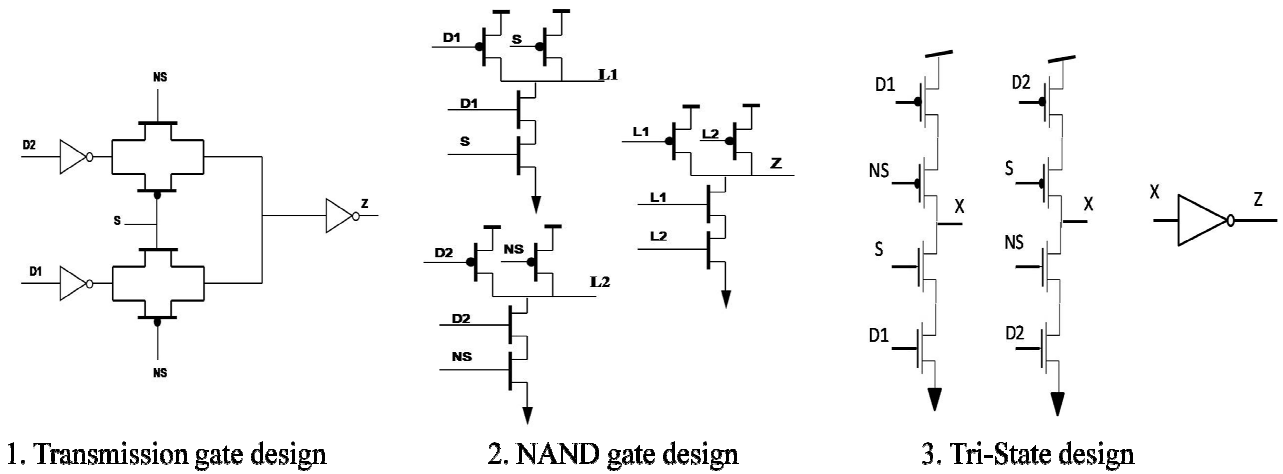 NS
D2
S
Z
D1
NS
D1
S
L1
D1
S
D2
NS
L2
D2
NS
L1
L2
Z
L1
L2
D1
D2
NS
S
X
X
S
NS
D1
D2
X
Z
1. Transmission gate design
2. NAND gate design
3. Tri-State design